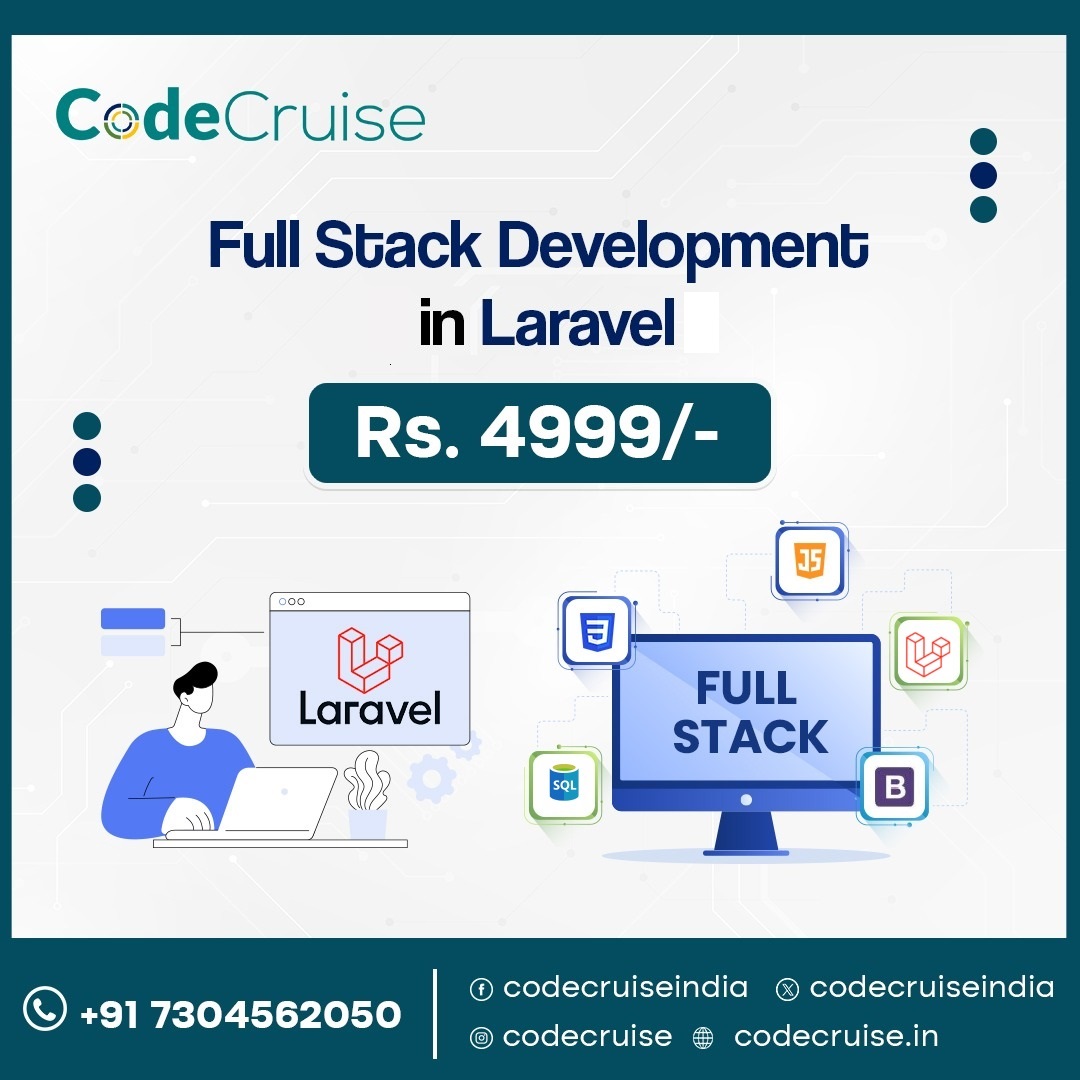 CodeCruise
Full Stack Development
in Laravel
Rs. 4999/-
JS
3
Laravel
FULL
STACK
SQL
B
+91 7304562050
codecruiseindia
codecruiseindia
codecruise
codecruise.in